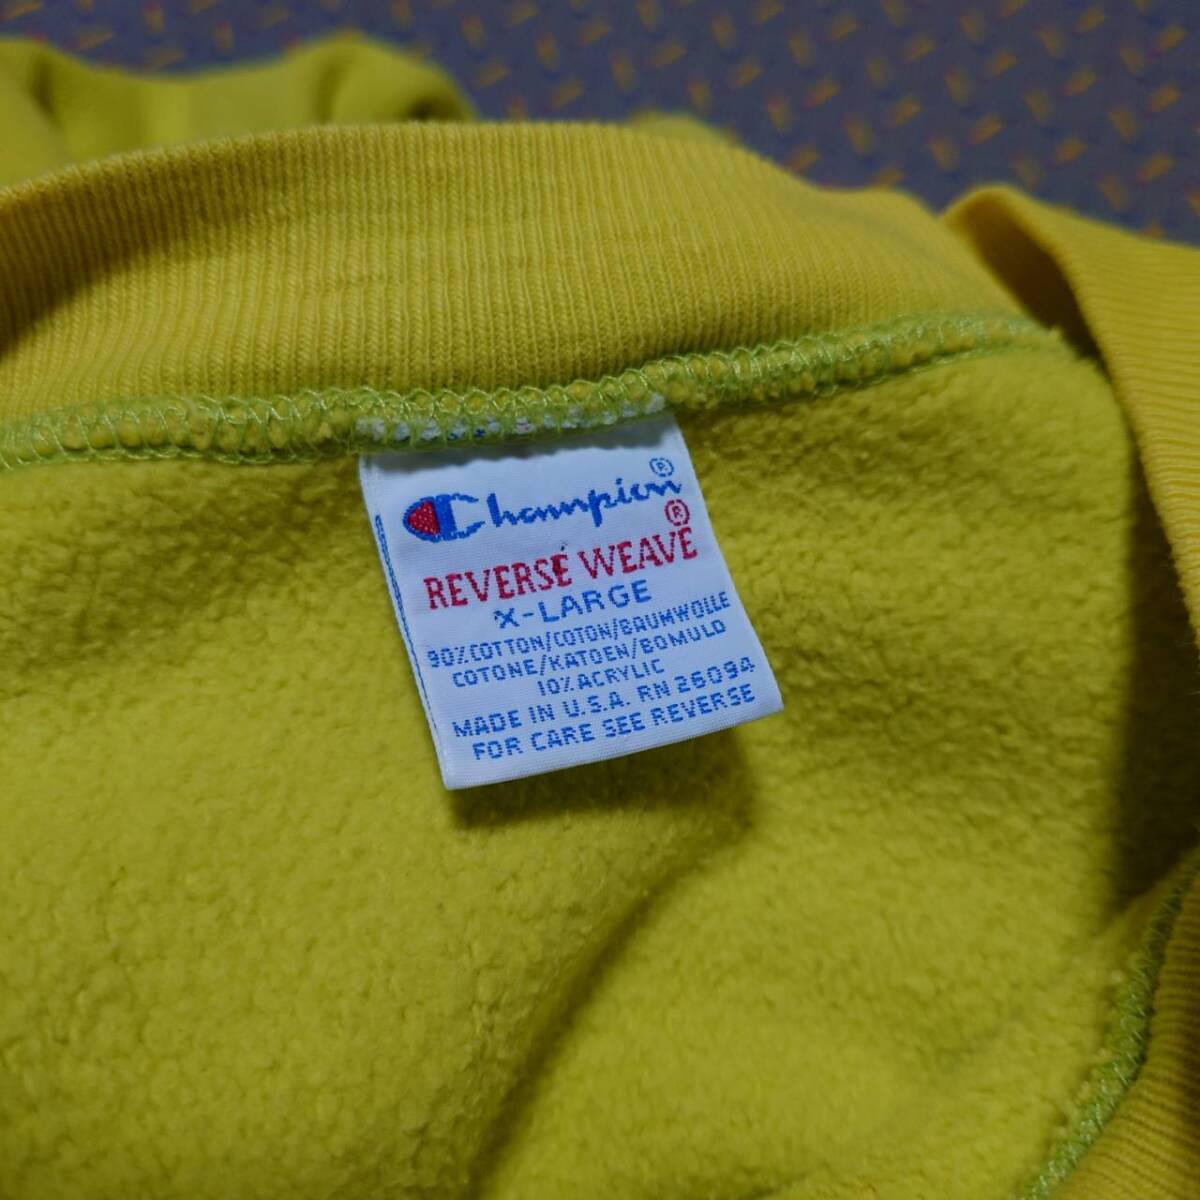 Champion®
REVERSE WEAVE®
X-LARGE
90% COTTON/COTON/BAUMWOLLE
COTONE/KATOEN/BOMULD
10% ACRYLIC
MADE IN U.S.A. RN 26094
FOR CARE SEE REVERSE